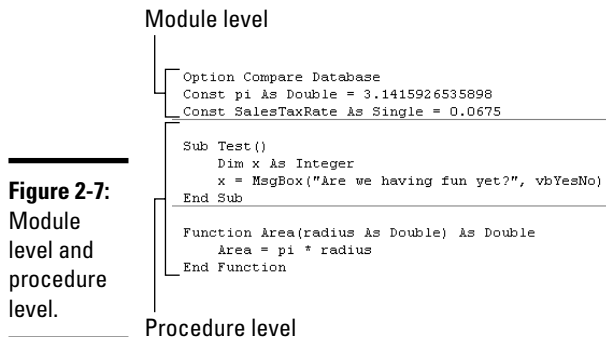 Module level
Option Compare Database
Const pi As Double = 3.1415926535898
Const SalesTaxRate As Single = 0.0675
Sub Test()
    Dim x As Integer
    x = MsgBox("Are we having fun yet?", vbYesNo)
End Sub
Function Area(radius As Double) As Double
    Area = pi * radius
End Function
Procedure level
Figure 2-7:
Module
level and
procedure
level.